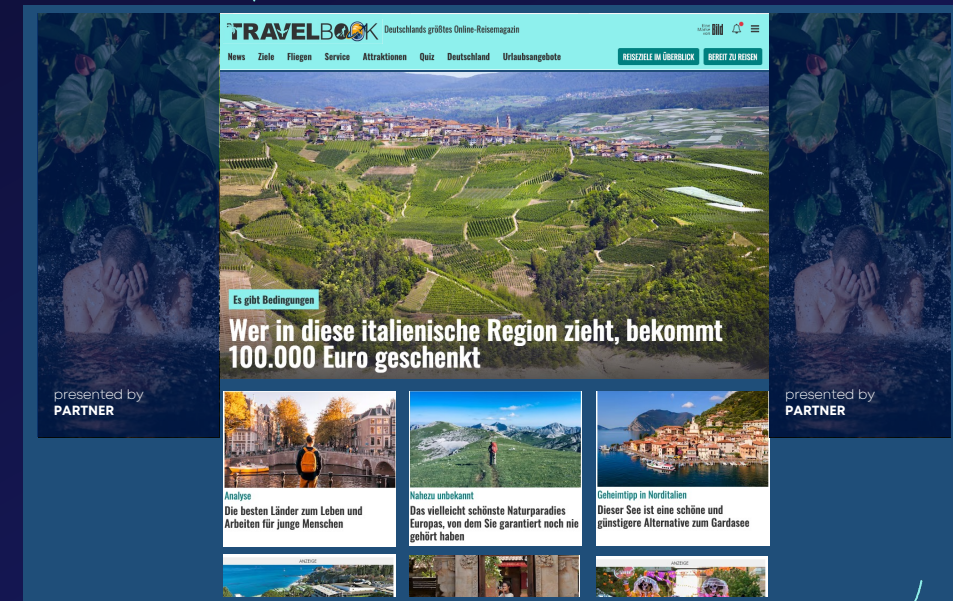 TRAVELBOOK
Deutschlands größtes Online-Reisemagazin
Bild
News Ziele Fliegen Service Attraktionen Quiz Deutschland Urlaubsangebote
REISEZIELE IM ÜBERBLICK
BEREIT ZU REISEN
Es gibt Bedingungen
Wer in diese italienische Region zieht, bekommt
100.000 Euro geschenkt
presented by
PARTNER
presented by
PARTNER
Analyse
Die besten Länder zum Leben und
Arbeiten für junge Menschen
Nahezu unbekannt
Das vielleicht schönste Naturparadies
Europas, von dem Sie garantiert noch nie
gehört haben
Geheimtipp in Norditalien
Dieser See ist eine schöne und
günstigere Alternative zum Gardasee
ANZEIGE
ANZEIGE